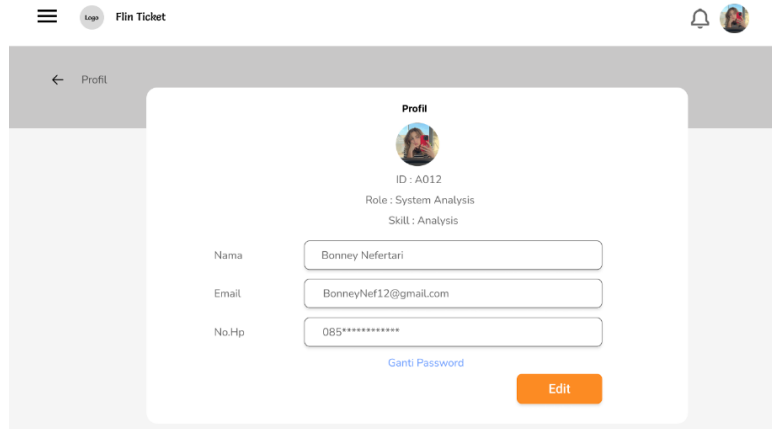 Logo Flin Ticket
Profil
Profil
ID : A012
Role : System Analysis
Skill : Analysis
Nama Bonney Nefertari
Email BonneyNef12@gmail.com
No.Hp 085************
Ganti Password
Edit